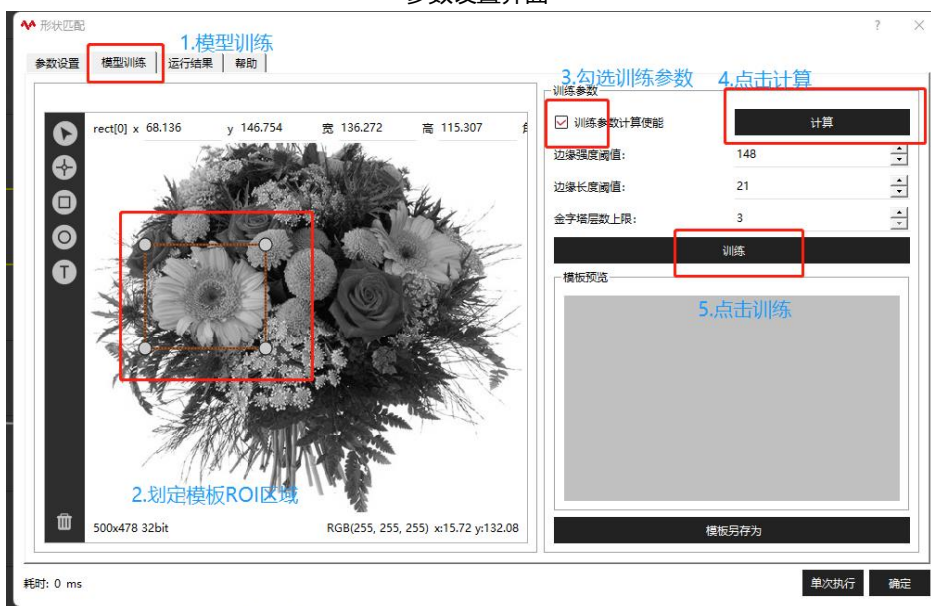 形状匹配
? ×
1.模型训练
参数设置 模型训练 运行结果 帮助
3.勾选训练参数 4.点击计算
训练参数
rect[0] x 68.136 y 146.754 宽 136.272 高 115.307
训练参数计算使能 计算
边缘强度阈值: 148
边缘长度阈值: 21
金字塔层数上限: 3
T
训练
模板预览
5.点击训练
2.划定模板ROI区域
500x478 32bit RGB(255, 255, 255) x:15.72 y:132.08
模板另存为
耗时: 0 ms 单次执行 确定